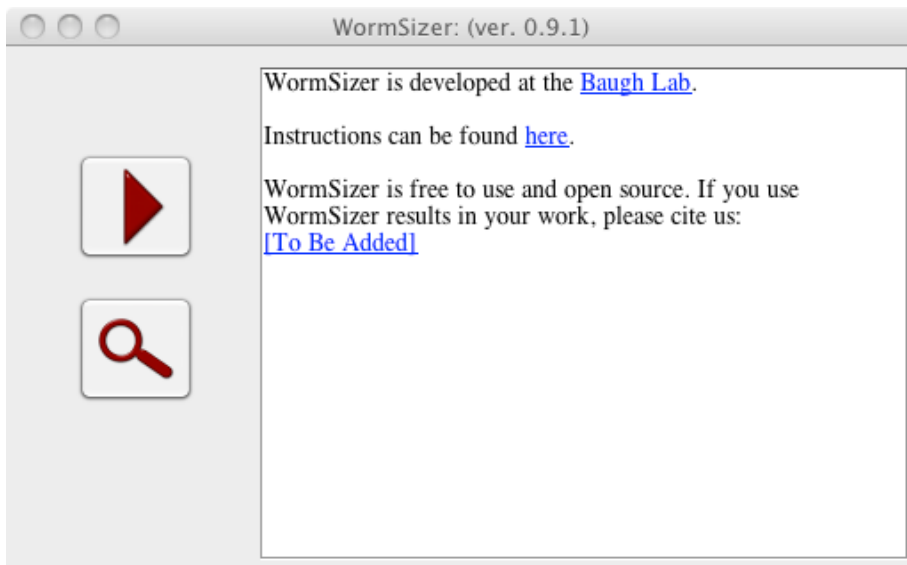 WormSizer: (ver. 0.9.1)
WormSizer is developed at the Baugh Lab.
Instructions can be found here.
WormSizer is free to use and open source. If you use
WormSizer results in your work, please cite us:
[To Be Added]